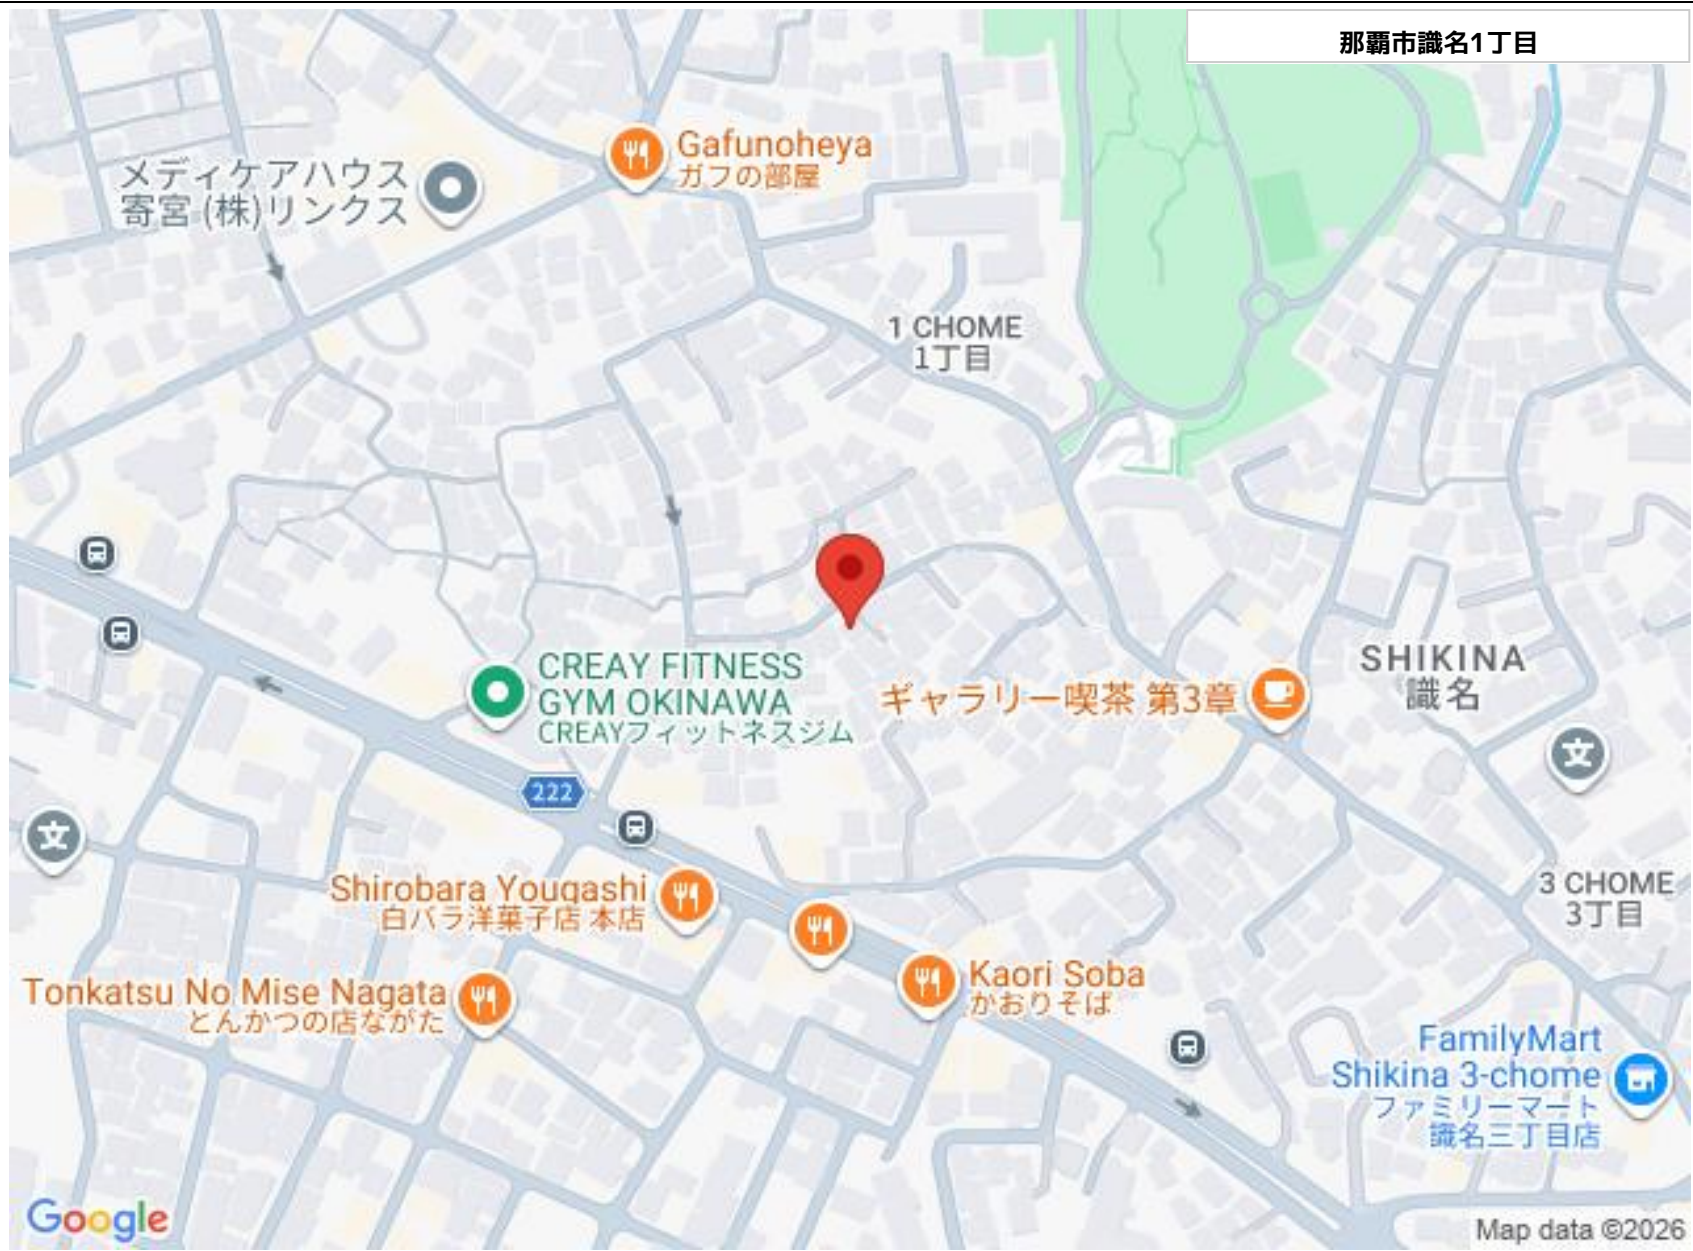 那覇市識名1丁目
Gafunoheya
ガフの部屋
メディケアハウス
寄宮 (株)リンクス
1 CHOME
1丁目
CREAY FITNESS
GYM OKINAWA
CREAYフィットネスジム
ギャラリー喫茶 第3章
SHIKINA
識名
文
222
文
Shirobara Yougashi
白バラ洋菓子店 本店
3 CHOME
3丁目
Tonkatsu No Mise Nagata
とんかつの店ながた
Kaori Soba
かおりそば
FamilyMart
Shikina 3-chome
ファミリーマート
識名三丁目店
Google
Map data ©2026